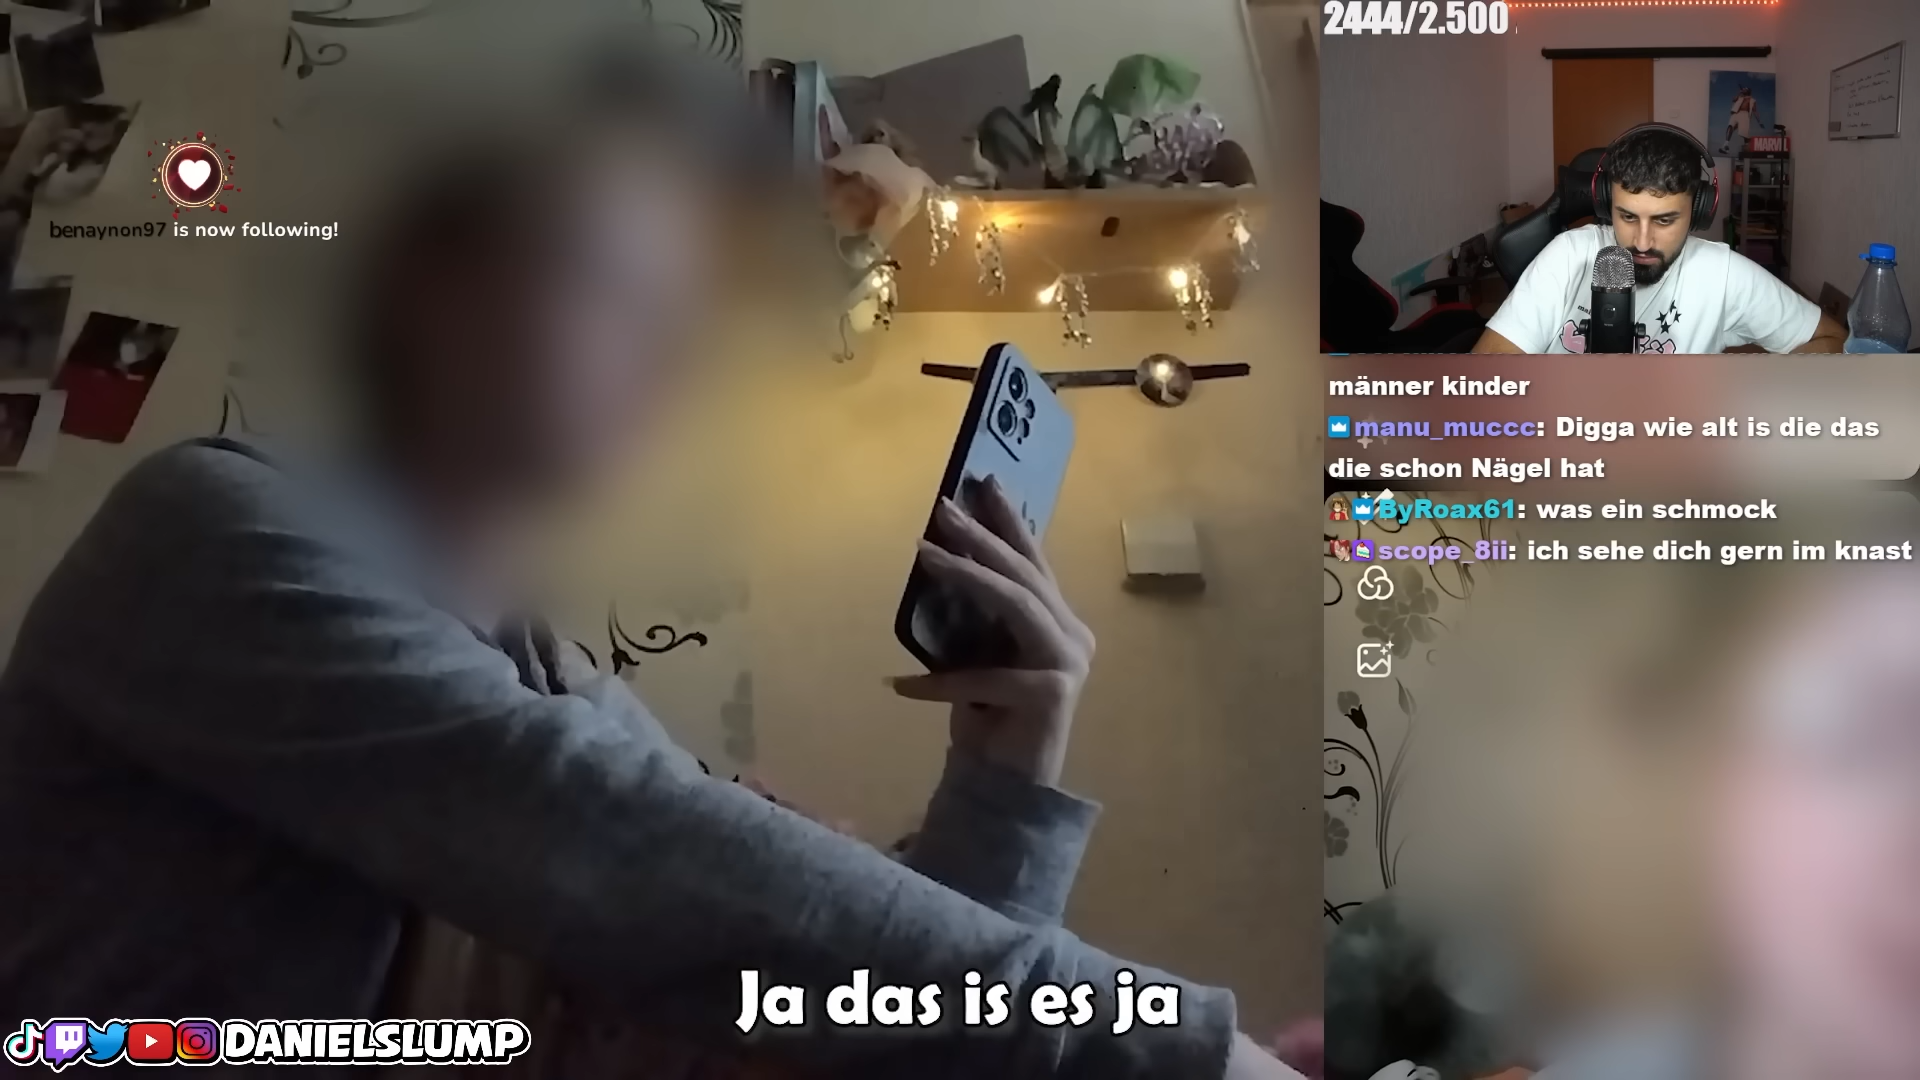 2444/2.500
MARVEL
benaynon97 is now following!
männer kinder
manu_muccc: Digga wie alt is die das
die schon Nägel hat
ByRoax61: was ein schmock
scope_8ii: ich sehe dich gern im knast
Ja das is es ja
DANIELSLUMP